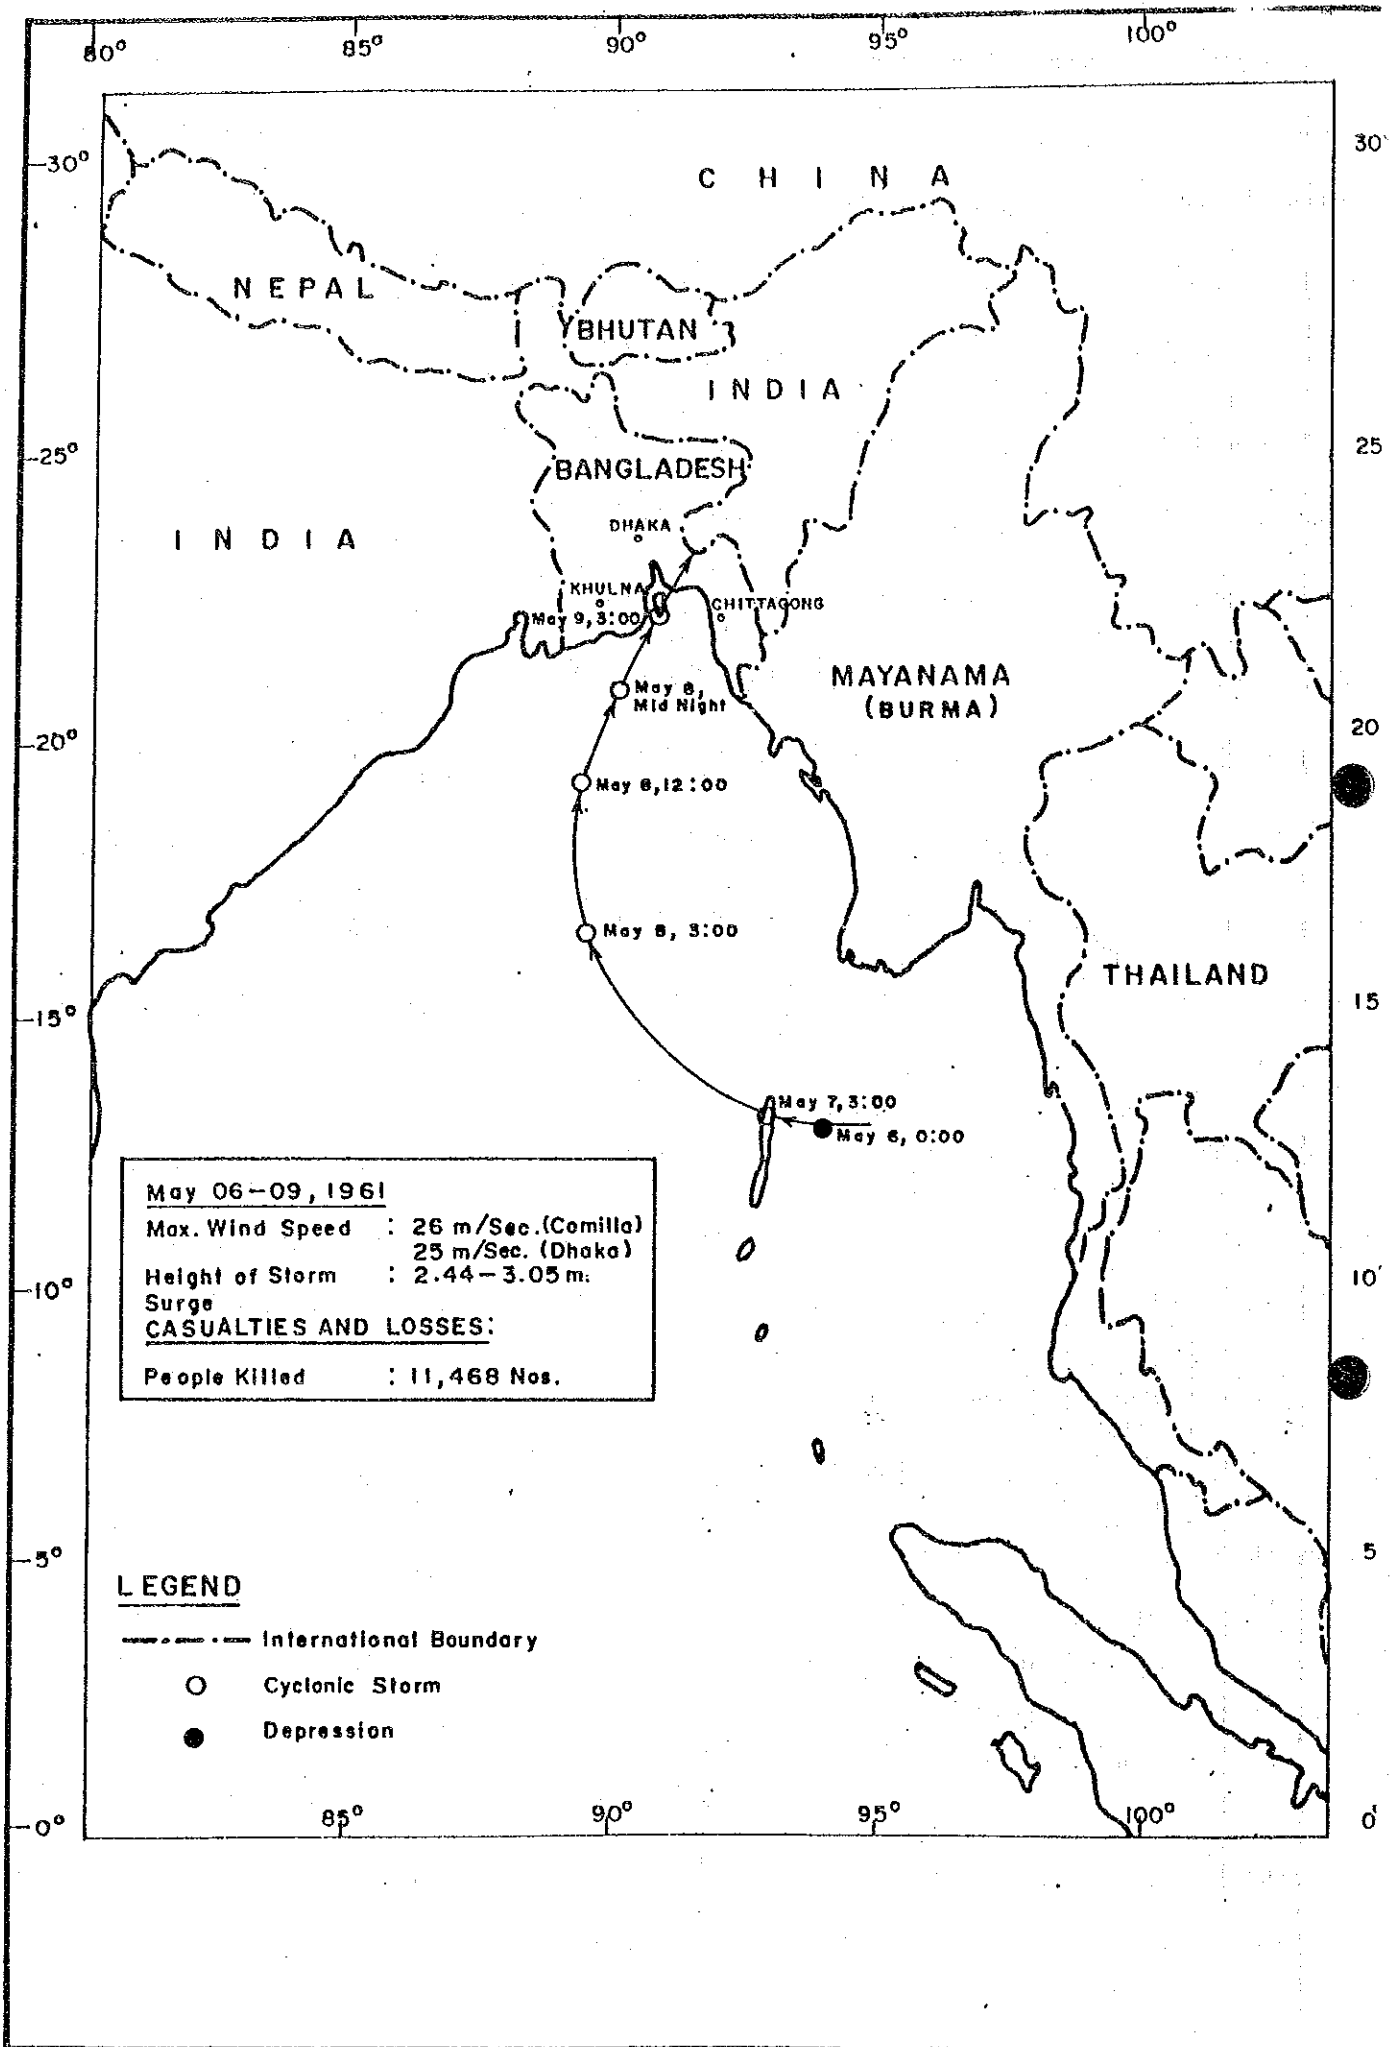 80° 85° 90° 95° 100°
30° 30'
C H I N A
NEPAL
BHUTAN
INDIA
25° 25
BANGLADESH
DHAKA
INDIA
KHULNA
CHITTAGONG
May 9, 3:00
MAYANAMA
(BURMA)
May 8,
Mid Night
20° 20
May 8, 12:00
May 8, 3:00
THAILAND
15° 15
May 7, 3:00
May 6, 0:00
May 06-09, 1961
Max. Wind Speed : 26 m/Sec. (Comilla)
25 m/Sec. (Dhaka)
Height of Storm : 2.44-3.05 m.
Surge
CASUALTIES AND LOSSES:
People Killed : 11,468 Nos.
10° 10'
5° 5
LEGEND
International Boundary
Cyclonic Storm
Depression
85° 90° 95° 100°
0° 0'